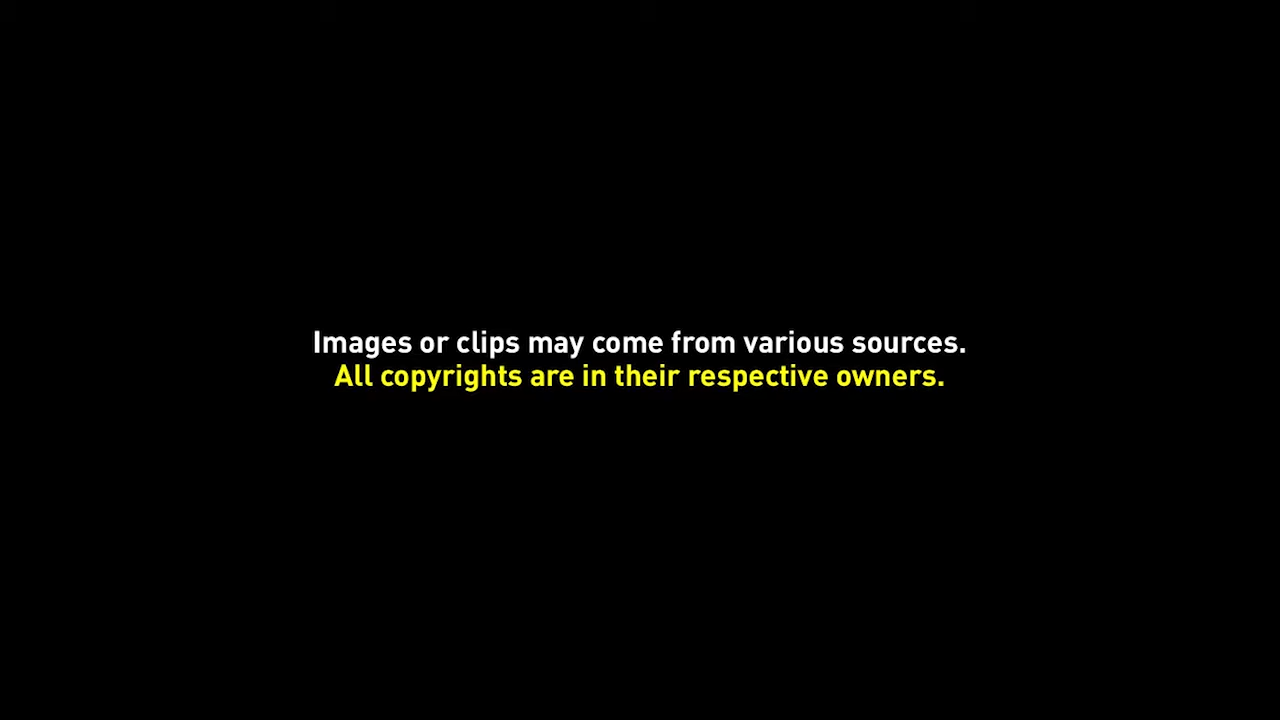 Images or clips may come from various sources.
All copyrights are in their respective owners.